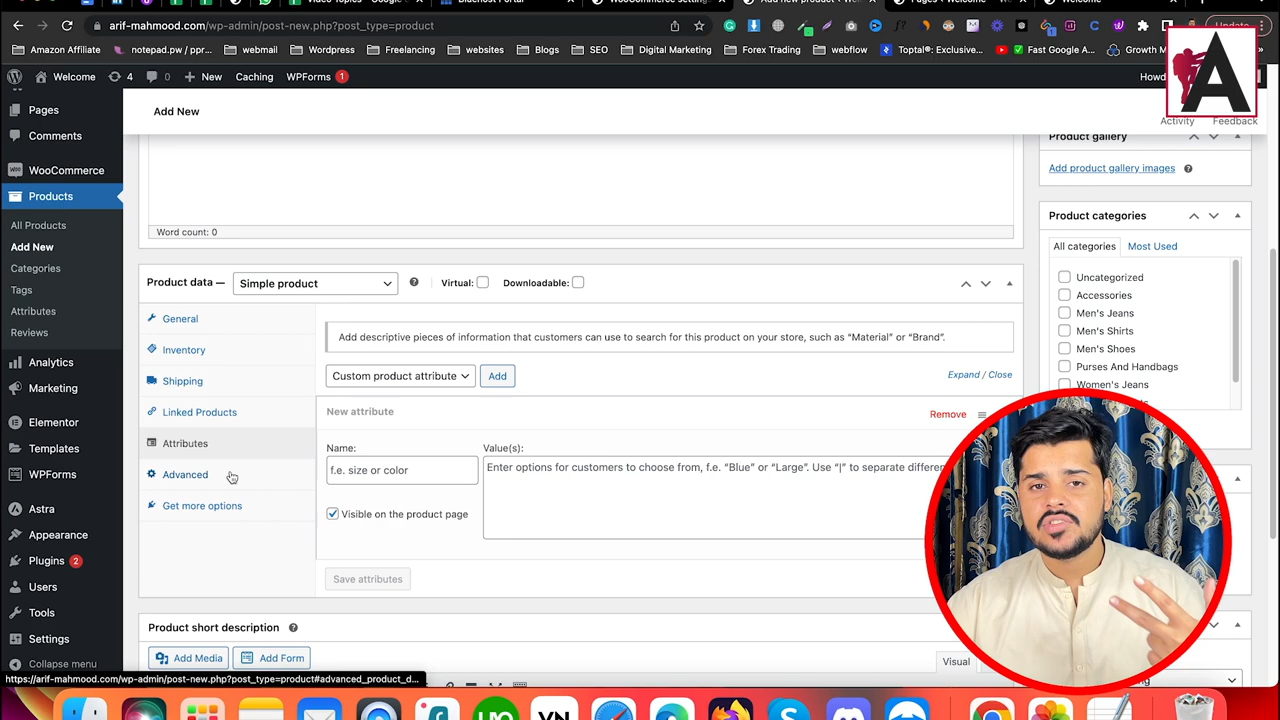 arif-mahmood.com/wp-admin/post-new.php?post_type=product
Update
Amazon Affiliate
notepad.pw / ppr...
webmail
Wordpress
Freelancing
websites
Blogs
SEO
Digital Marketing
Forex Trading
webflow
Toptal®: Exclusive...
Fast Google A...
Growth M
Welcome
4
0
New
Caching
WPForms
1
Howd
A
Activity
Feedback
Add New
Pages
Comments
WooCommerce
Products
All Products
Add New
Categories
Tags
Attributes
Reviews
Analytics
Marketing
Elementor
Templates
WPForms
Astra
Appearance
Plugins 2
Users
Tools
Settings
Collapse menu
Word count: 0
Product data —
Simple product
Virtual:
Downloadable:
General
Inventory
Shipping
Linked Products
Attributes
Advanced
Get more options
Add descriptive pieces of information that customers can use to search for this product on your store, such as “Material” or “Brand”.
Custom product attribute
Add
Expand / Close
New attribute
Remove
Name:
Value(s):
f.e. size or color
Enter options for customers to choose from, f.e. “Blue” or “Large”. Use “|” to separate differen
Visible on the product page
Save attributes
Product short description
Add Media
Add Form
Visual
Product gallery
Add product gallery images
Product categories
All categories
Most Used
Uncategorized
Accessories
Men's Jeans
Men's Shirts
Men's Shoes
Purses And Handbags
Women's Jeans
https://arif-mahmood.com/wp-admin/post-new.php?post_type=product#advanced_product_d...